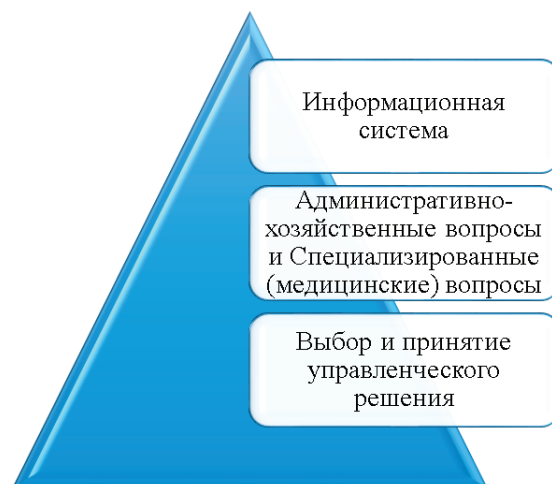 Информационная
система
Административно-
хозяйственные вопросы
и Специализированные
(медицинские) вопросы
Выбор и принятие
управленческого
решения